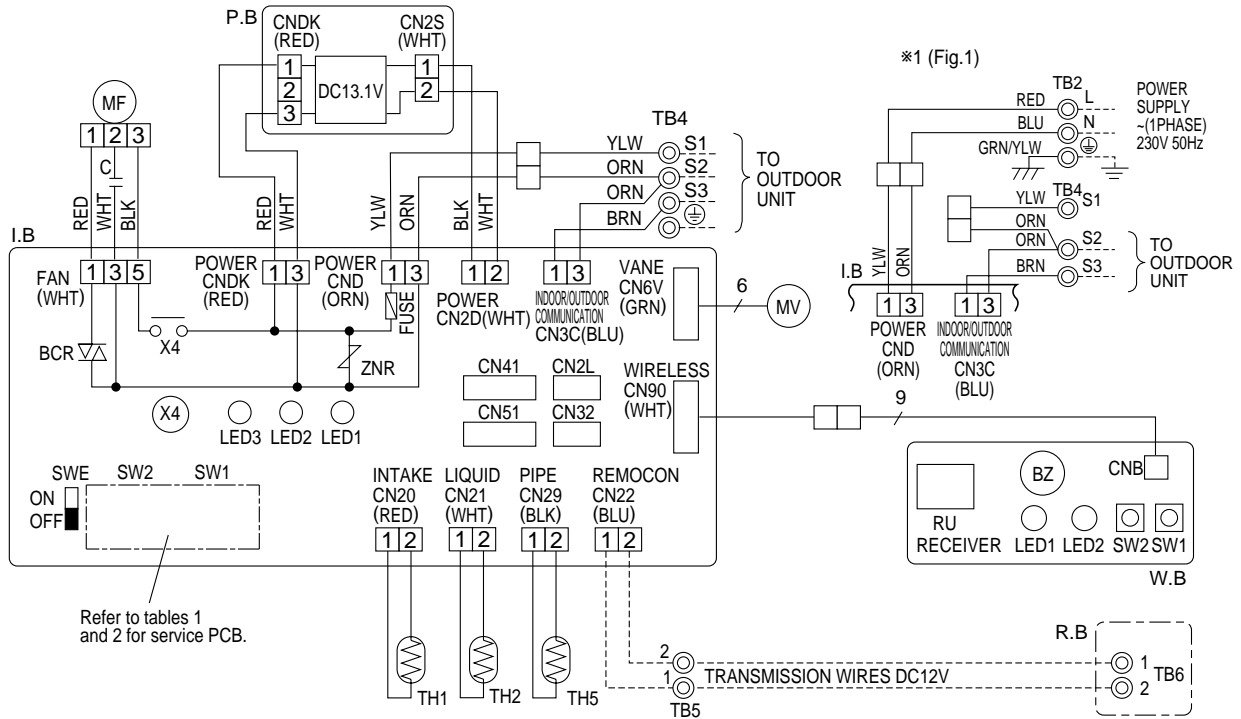 P.B
CNDK
(RED)
CN2S
(WHT)
1
2
3
DC13.1V
1
2
MF
1 2 3
C
RED
WHT
BLK
RED
WHT
YLW
ORN
BLK
WHT
TB4
YLW
S1
ORN
S2
ORN
S3
BRN
TO
OUTDOOR
UNIT
※1 (Fig.1)
TB2
RED
L
BLU
N
GRN/YLW
POWER
SUPPLY
~(1PHASE)
230V 50Hz
TB4
YLW
S1
ORN
ORN
S2
BRN
S3
TO
OUTDOOR
UNIT
YLW
ORN
I.B
1 3
POWER
CND
(ORN)
1 3
INDOOR/OUTDOOR
COMMUNICATION
CN3C
(BLU)
I.B
FAN
(WHT)
1 3 5
POWER
CNDK
(RED)
1 3
POWER
CND
(ORN)
1 3
FUSE
1 2
POWER
CN2D(WHT)
1 3
INDOOR/OUTDOOR
COMMUNICATION
CN3C(BLU)
VANE
CN6V
(GRN)
6
MV
BCR
X4
ZNR
X4
LED3 LED2 LED1
CN41
CN2L
CN51
CN32
WIRELESS
CN90
(WHT)
9
SWE
ON
OFF
SW2
SW1
Refer to tables 1
and 2 for service PCB.
INTAKE
CN20
(RED)
1 2
LIQUID
CN21
(WHT)
1 2
PIPE
CN29
(BLK)
1 2
REMOCON
CN22
(BLU)
1 2
TH1
TH2
TH5
BZ
CNB
RU
RECEIVER
LED1 LED2 SW2 SW1
W.B
2
1
TB5
TRANSMISSION WIRES DC12V
R.B
1
2
TB6